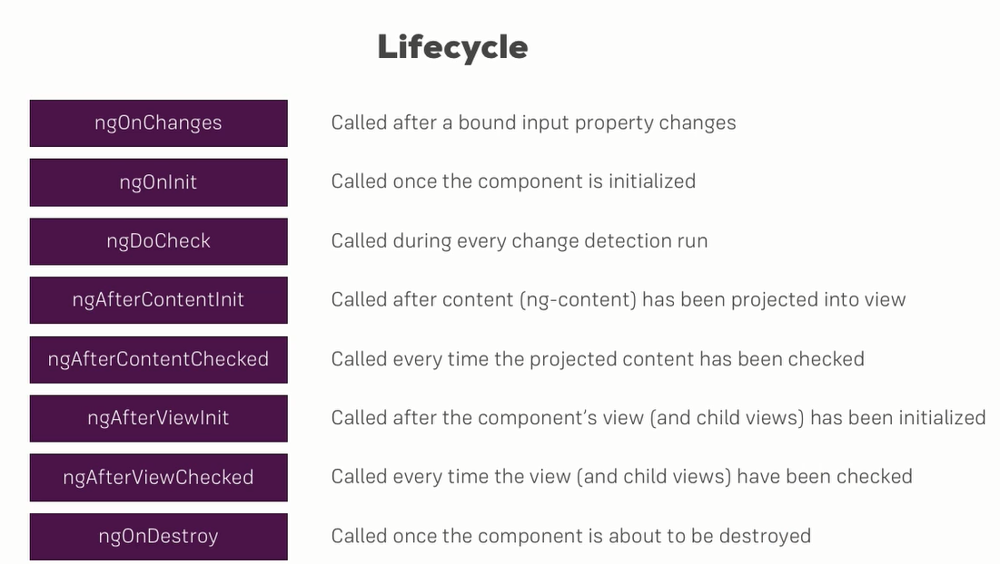 Lifecycle
ngOnChanges Called after a bound input property changes
ngOnInit Called once the component is initialized
ngDoCheck Called during every change detection run
ngAfterContentInit Called after content (ng-content) has been projected into view
ngAfterContentChecked Called every time the projected content has been checked
ngAfterViewInit Called after the component’s view (and child views) has been initialized
ngAfterViewChecked Called every time the view (and child views) have been checked
ngOnDestroy Called once the component is about to be destroyed